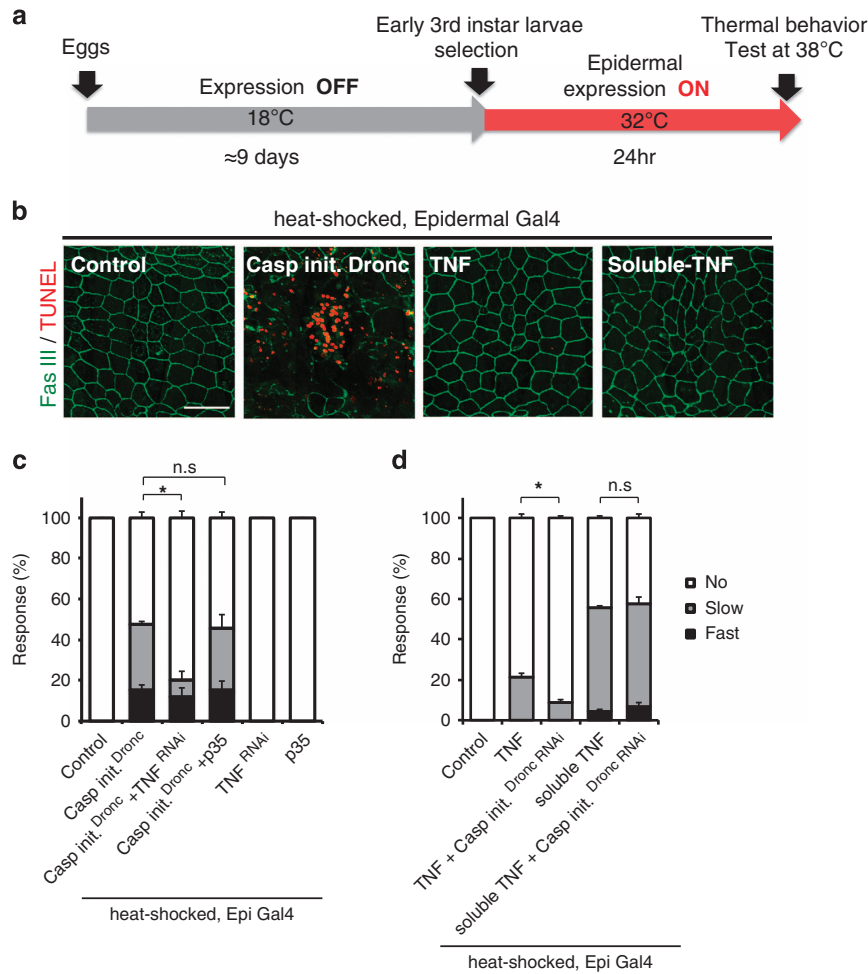 a
Eggs
Early 3rd instar larvae
selection
Thermal behavior
Test at 38°C
Expression OFF
Epidermal
expression ON
18°C
32°C
≈9 days
24hr
b
heat-shocked, Epidermal Gal4
Fas III / TUNEL
Control
Casp init. Dronc
TNF
Soluble-TNF
c
n.s
*
Response (%)
100
80
60
40
20
0
Control
Casp init. Dronc
Casp init. Dronc +TNF RNAi
Casp init. Dronc +p35
TNF RNAi
p35
heat-shocked, Epi Gal4
d
*
n.s
Response (%)
100
80
60
40
20
0
No
Slow
Fast
Control
TNF
TNF + Casp init. Dronc RNAi
soluble TNF
soluble TNF + Casp init. Dronc RNAi
heat-shocked, Epi Gal4